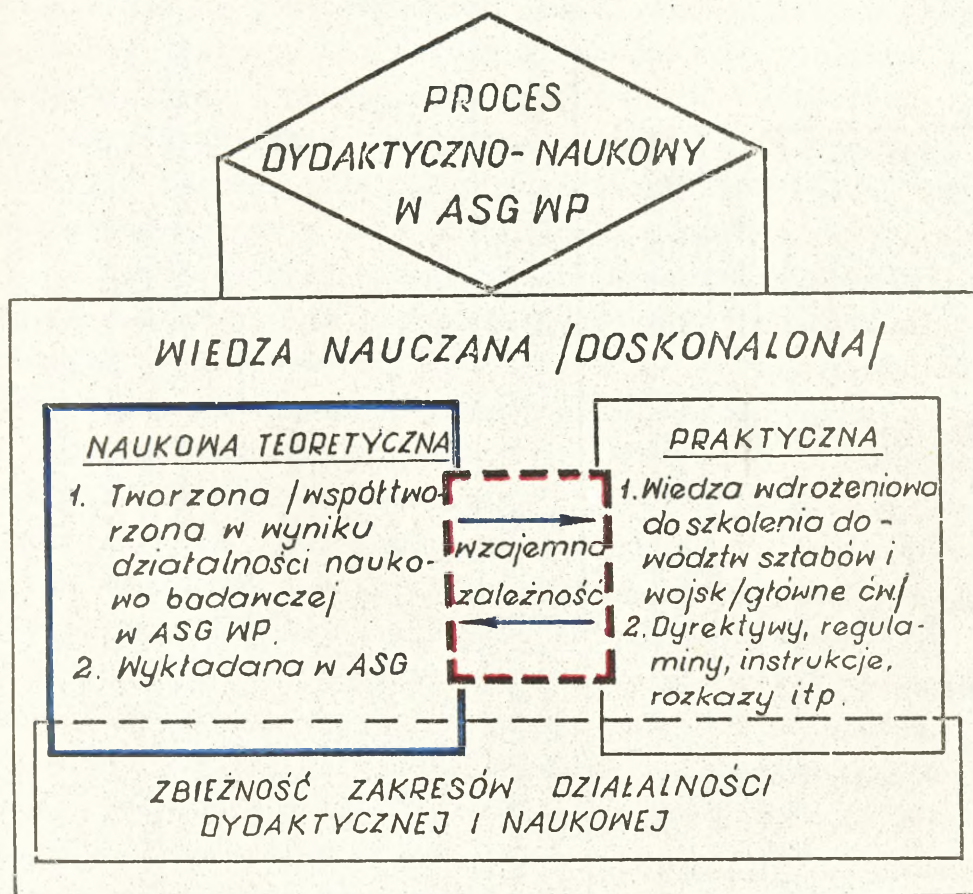 PROCES
DYDAKTYCZNO-NAUKOWY
W ASG WP
WIEDZA NAUCZANA /DOSKONALONA/
NAUKOWA TEORETYCZNA
1. Tworzona /współtwo-
rzona w wyniku
działalności nauko-
wo badawczej
w ASG WP.
2. Wykładana w ASG
wzajemna
zależność
PRAKTYCZNA
1. Wiedza wdrożeniowa
do szkolenia do-
wództw sztabów i
wojsk /główne ćw/
2. Dyrektywy, regula-
miny, instrukcje,
rozkazy itp.
ZBIEŻNOŚĆ ZAKRESÓW DZIAŁALNOŚCI
DYDAKTYCZNEJ I NAUKOWEJ